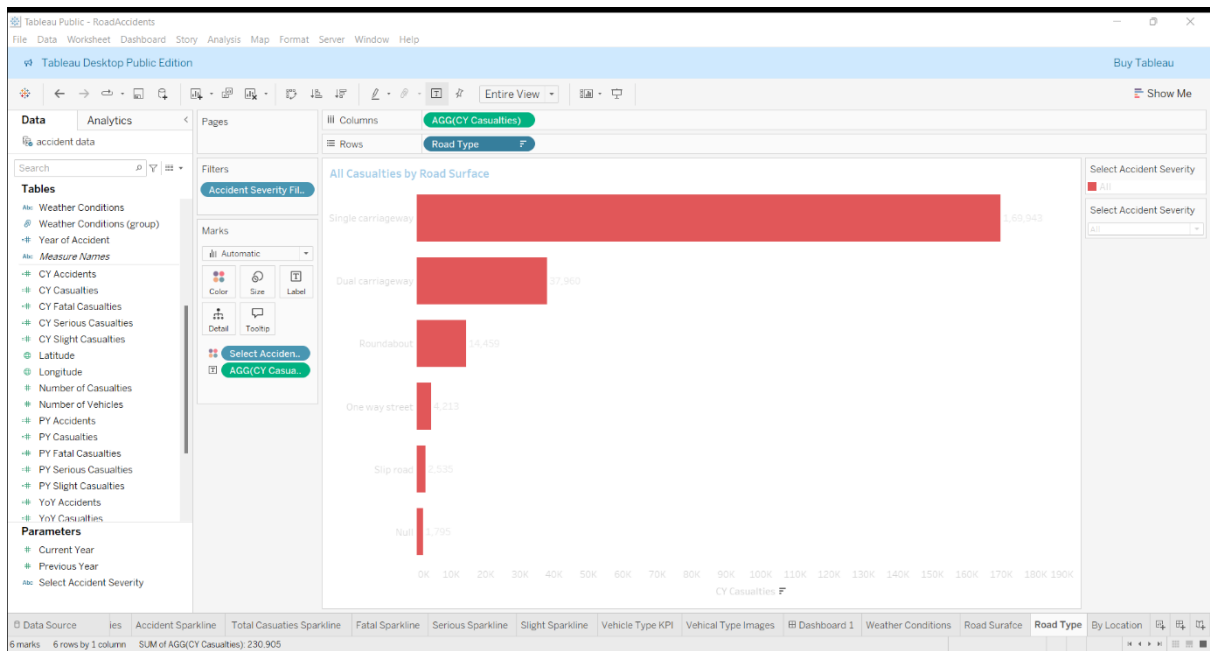 Tableau Public - RoadAccidents
File Data Worksheet Dashboard Story Analysis Map Format Server Window Help
Tableau Desktop Public Edition
Buy Tableau
Entire View
Show Me
Data Analytics
accident data
Search
Tables
Abc Weather Conditions
Weather Conditions (group)
=# Year of Accident
Abc Measure Names
=# CY Accidents
=# CY Casualties
=# CY Fatal Casualties
=# CY Serious Casualties
=# CY Slight Casualties
Latitude
Longitude
# Number of Casualties
# Number of Vehicles
=# PY Accidents
=# PY Casualties
=# PY Fatal Casualties
=# PY Serious Casualties
=# PY Slight Casualties
=# YoY Accidents
=# YoY Casualties
Parameters
# Current Year
# Previous Year
Abc Select Accident Severity
Pages
Filters
Accident Severity Fil..
Marks
Automatic
Color Size Label
Detail Tooltip
Select Acciden..
AGG(CY Casua..
Columns AGG(CY Casualties)
Rows Road Type
All Casualties by Road Surface
Single carriageway 1,69,943
Dual carriageway 37,960
Roundabout 14,459
One way street 4,213
Slip road 2,535
Null 1,795
0K 10K 20K 30K 40K 50K 60K 70K 80K 90K 100K 110K 120K 130K 140K 150K 160K 170K 180K 190K
CY Casualties
Select Accident Severity
All
Select Accident Severity
All
Data Source ies Accident Sparkline Total Casuaties Sparkline Fatal Sparkline Serious Sparkline Slight Sparkline Vehicle Type KPI Vehical Type Images Dashboard 1 Weather Conditions Road Surafce Road Type By Location
6 marks 6 rows by 1 column SUM of AGG(CY Casualties): 230,905